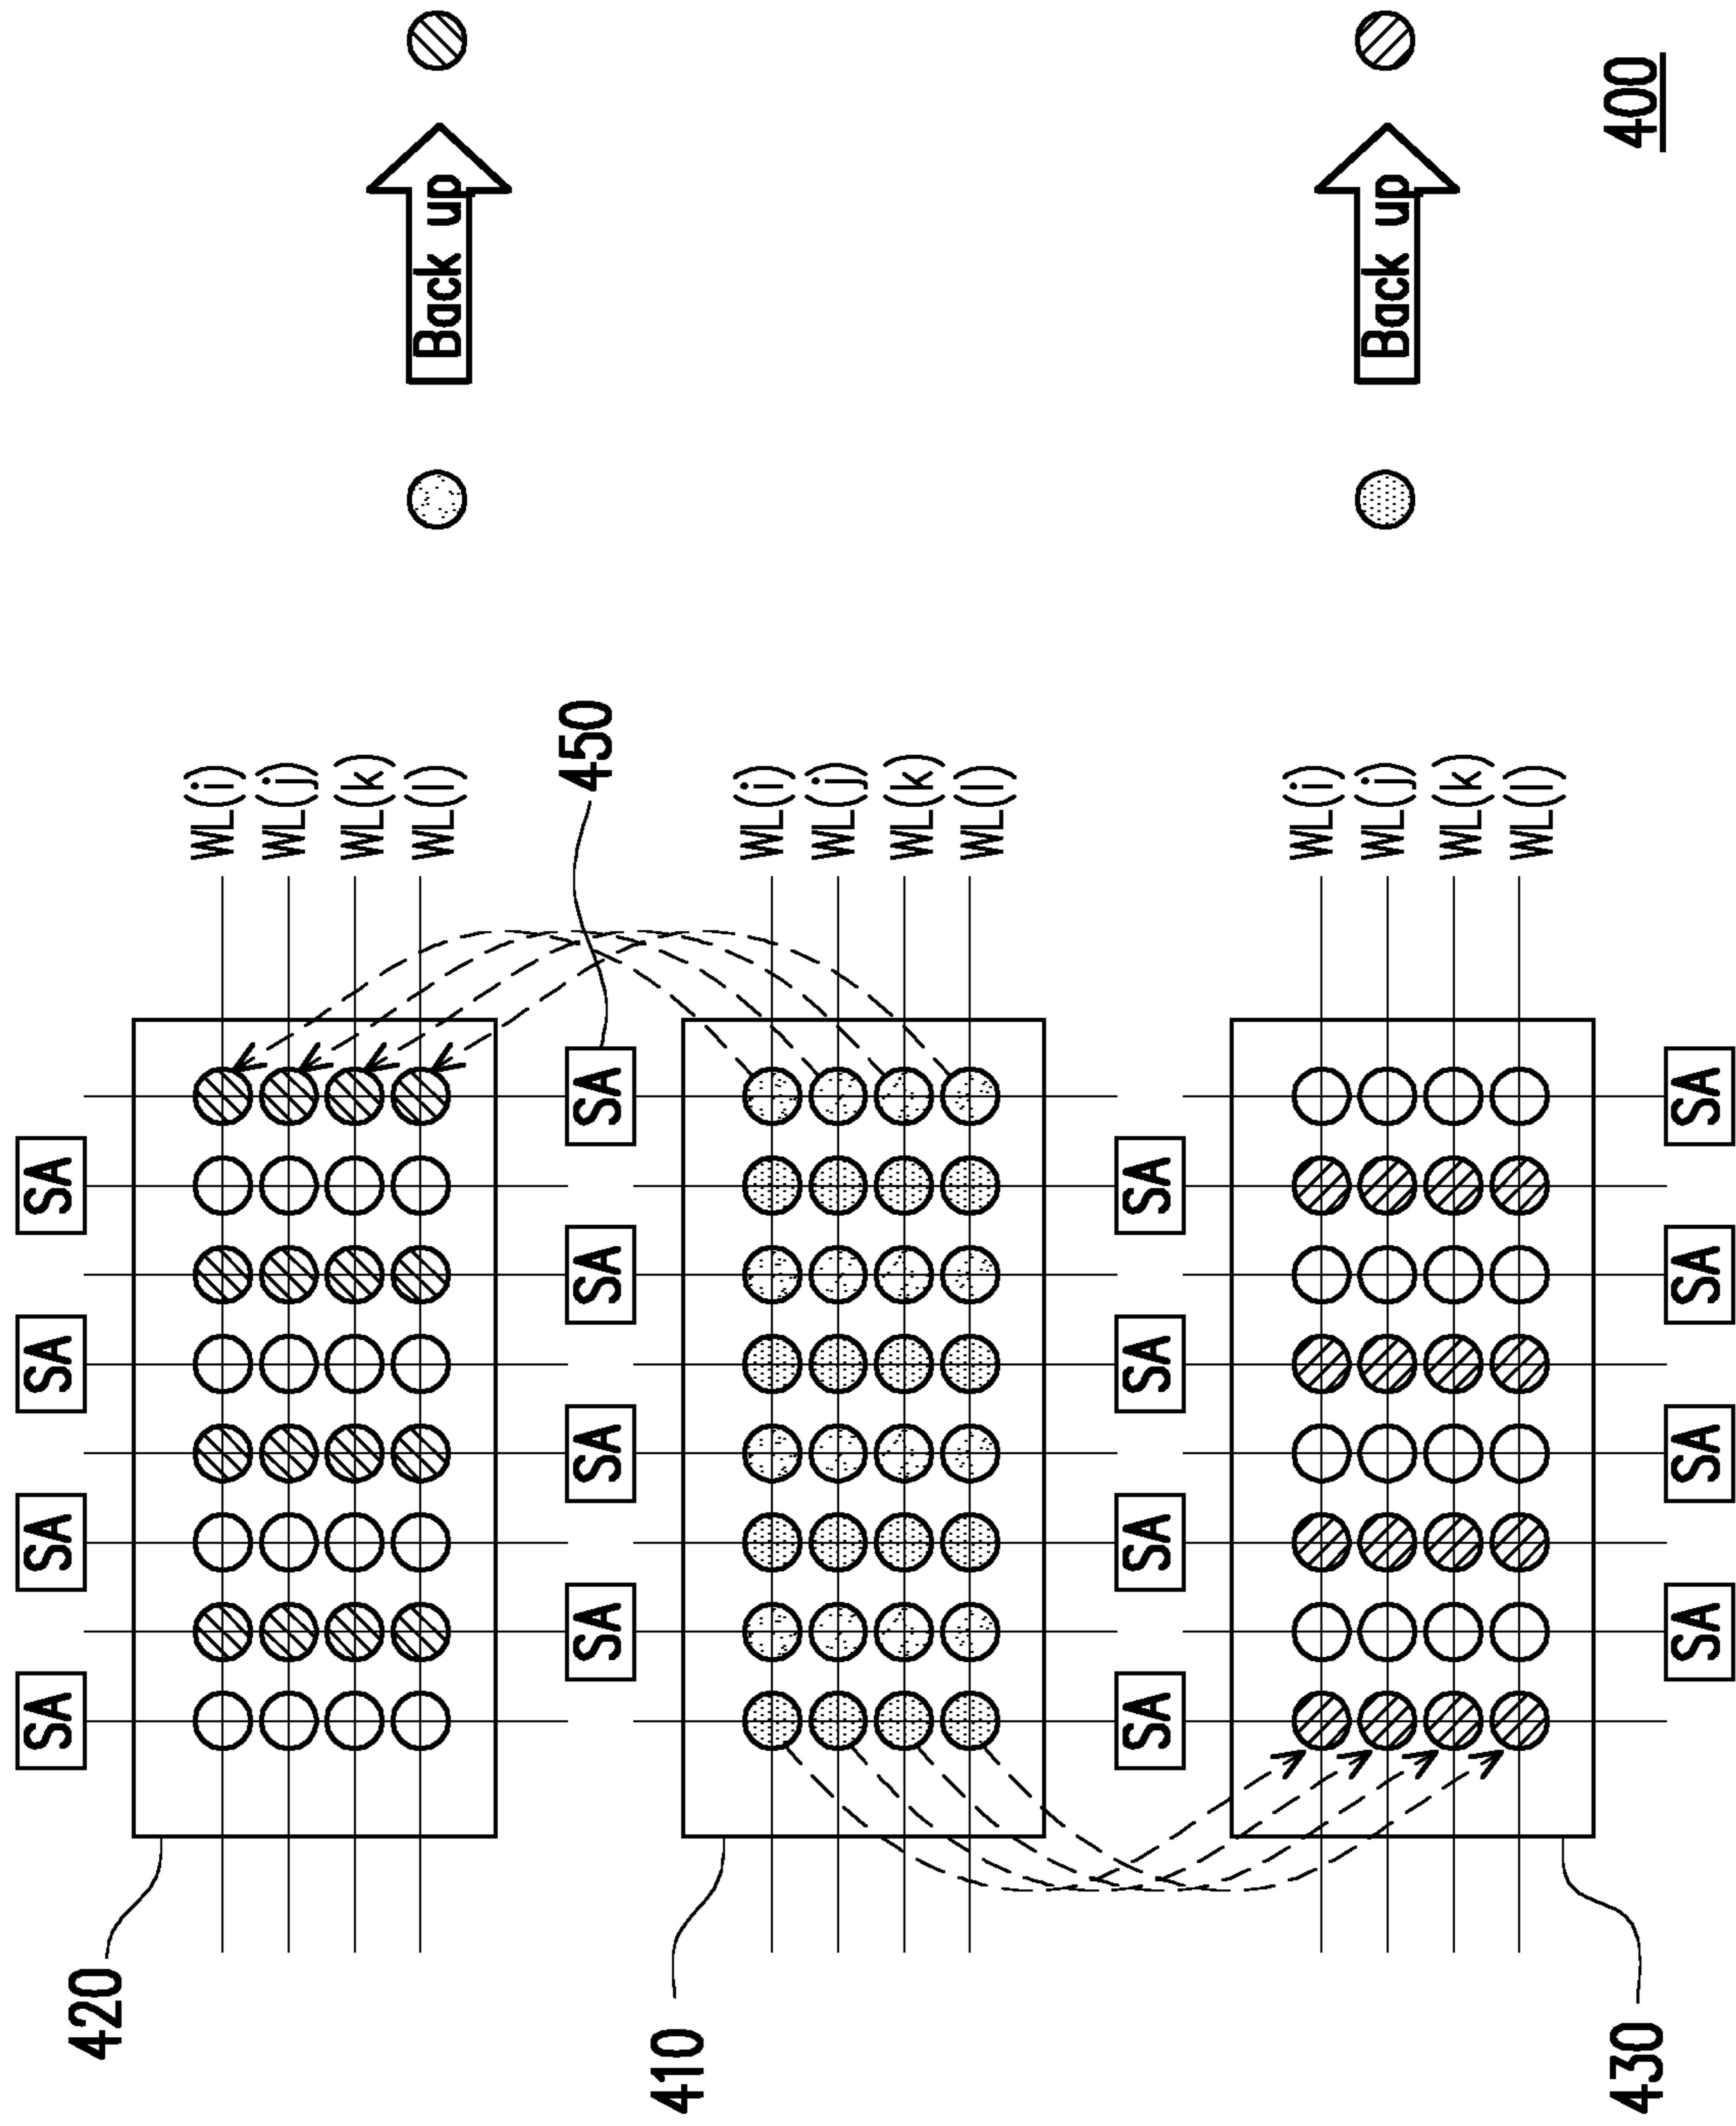 SA SA SA SA
420
WL(i)
WL(j)
WL(k)
WL(l)
Back up
450
SA SA SA SA
410
WL(i)
WL(j)
WL(k)
WL(l)
SA SA SA SA
WL(i)
WL(j)
WL(k)
WL(l)
Back up
430
SA SA SA SA
400